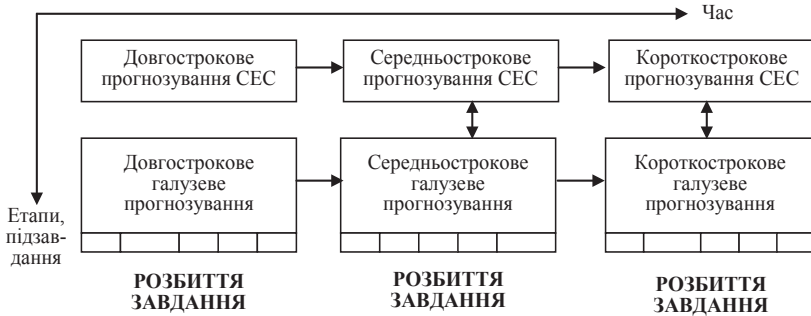 Час
Довгострокове
прогнозування СЕС
Середньострокове
прогнозування СЕС
Короткострокове
прогнозування СЕС
Довгострокове
галузеве
прогнозування
Середньострокове
галузеве
прогнозування
Короткострокове
галузеве
прогнозування
Етапи,
підзав-
дання
РОЗБИТТЯ
ЗАВДАННЯ
РОЗБИТТЯ
ЗАВДАННЯ
РОЗБИТТЯ
ЗАВДАННЯ